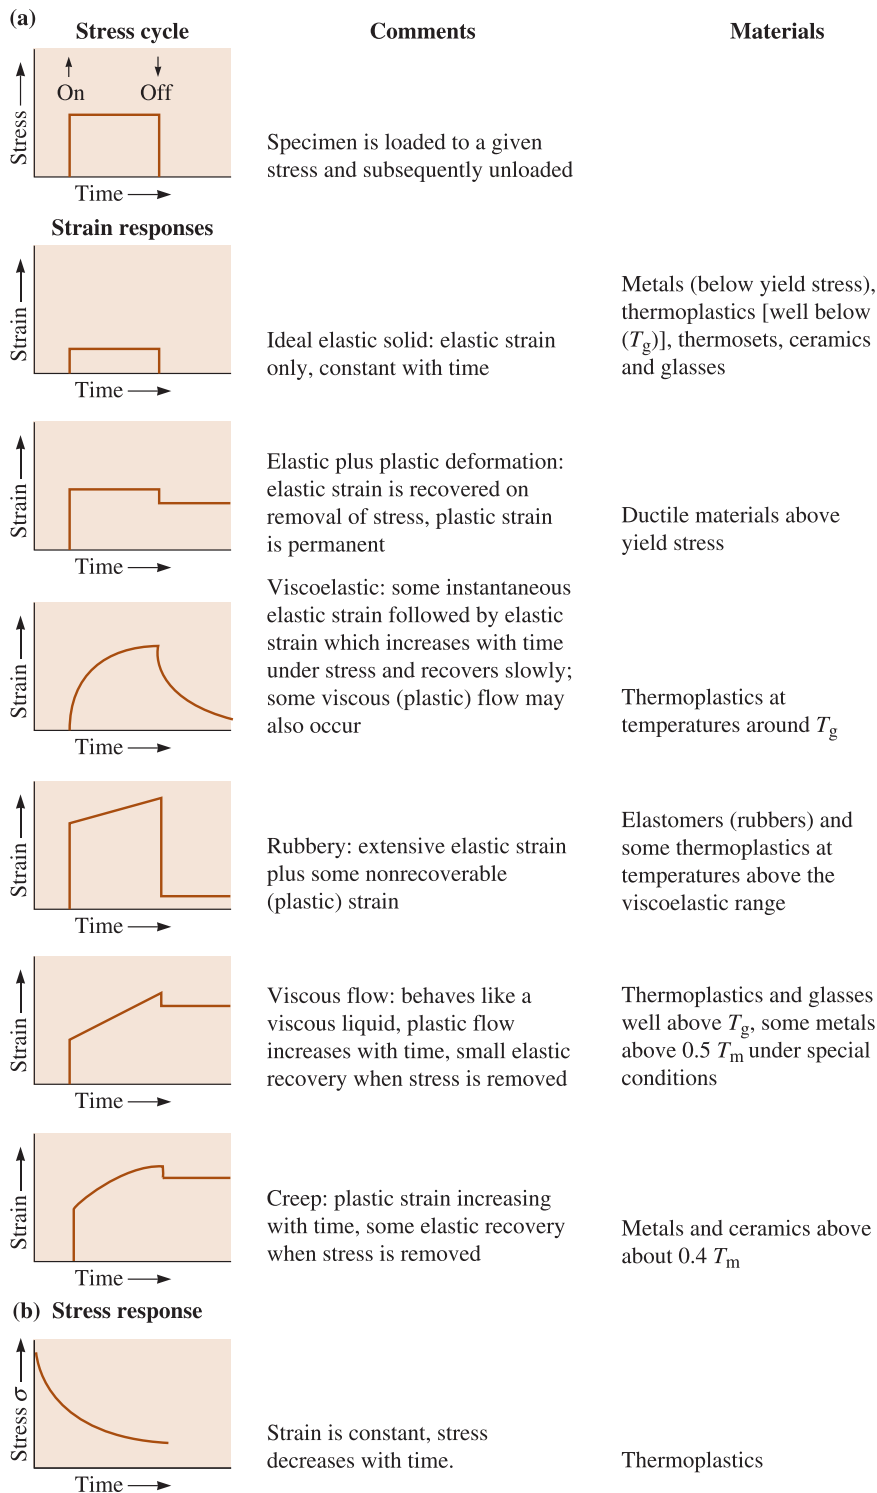 (a)
Stress cycle
Comments
Materials
On
Off
Stress
Time
Specimen is loaded to a given
stress and subsequently unloaded
Strain responses
Strain
Time
Ideal elastic solid: elastic strain
only, constant with time
Metals (below yield stress),
thermoplastics [well below
(Tg)], thermosets, ceramics
and glasses
Strain
Time
Elastic plus plastic deformation:
elastic strain is recovered on
removal of stress, plastic strain
is permanent
Ductile materials above
yield stress
Strain
Time
Viscoelastic: some instantaneous
elastic strain followed by elastic
strain which increases with time
under stress and recovers slowly;
some viscous (plastic) flow may
also occur
Thermoplastics at
temperatures around Tg
Strain
Time
Rubbery: extensive elastic strain
plus some nonrecoverable
(plastic) strain
Elastomers (rubbers) and
some thermoplastics at
temperatures above the
viscoelastic range
Strain
Time
Viscous flow: behaves like a
viscous liquid, plastic flow
increases with time, small elastic
recovery when stress is removed
Thermoplastics and glasses
well above Tg, some metals
above 0.5 Tm under special
conditions
Strain
Time
Creep: plastic strain increasing
with time, some elastic recovery
when stress is removed
Metals and ceramics above
about 0.4 Tm
(b) Stress response
Stress σ
Time
Strain is constant, stress
decreases with time.
Thermoplastics